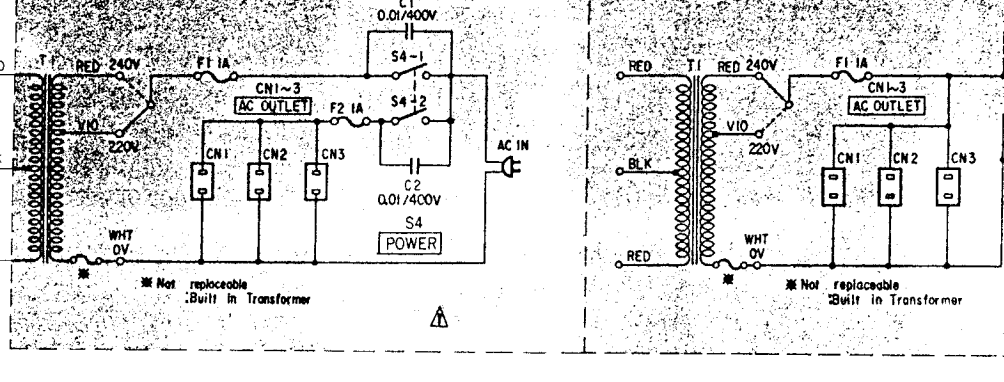 C1
0.01/400V
T1
RED 240V
F1 1A
S4-1
CN1~3
AC OUTLET
F2 1A
S4-2
VIO
220V
CN1
CN2
CN3
AC IN
C2
0.01/400V
S4
POWER
WHT
0V
※
※ Not replaceable
:Built in Transformer
RED
T1
RED 240V
F1 1A
CN1~3
AC OUTLET
VIO
220V
BLK
CN1
CN2
CN3
RED
WHT
0V
※
※ Not replaceable
:Built in Transformer